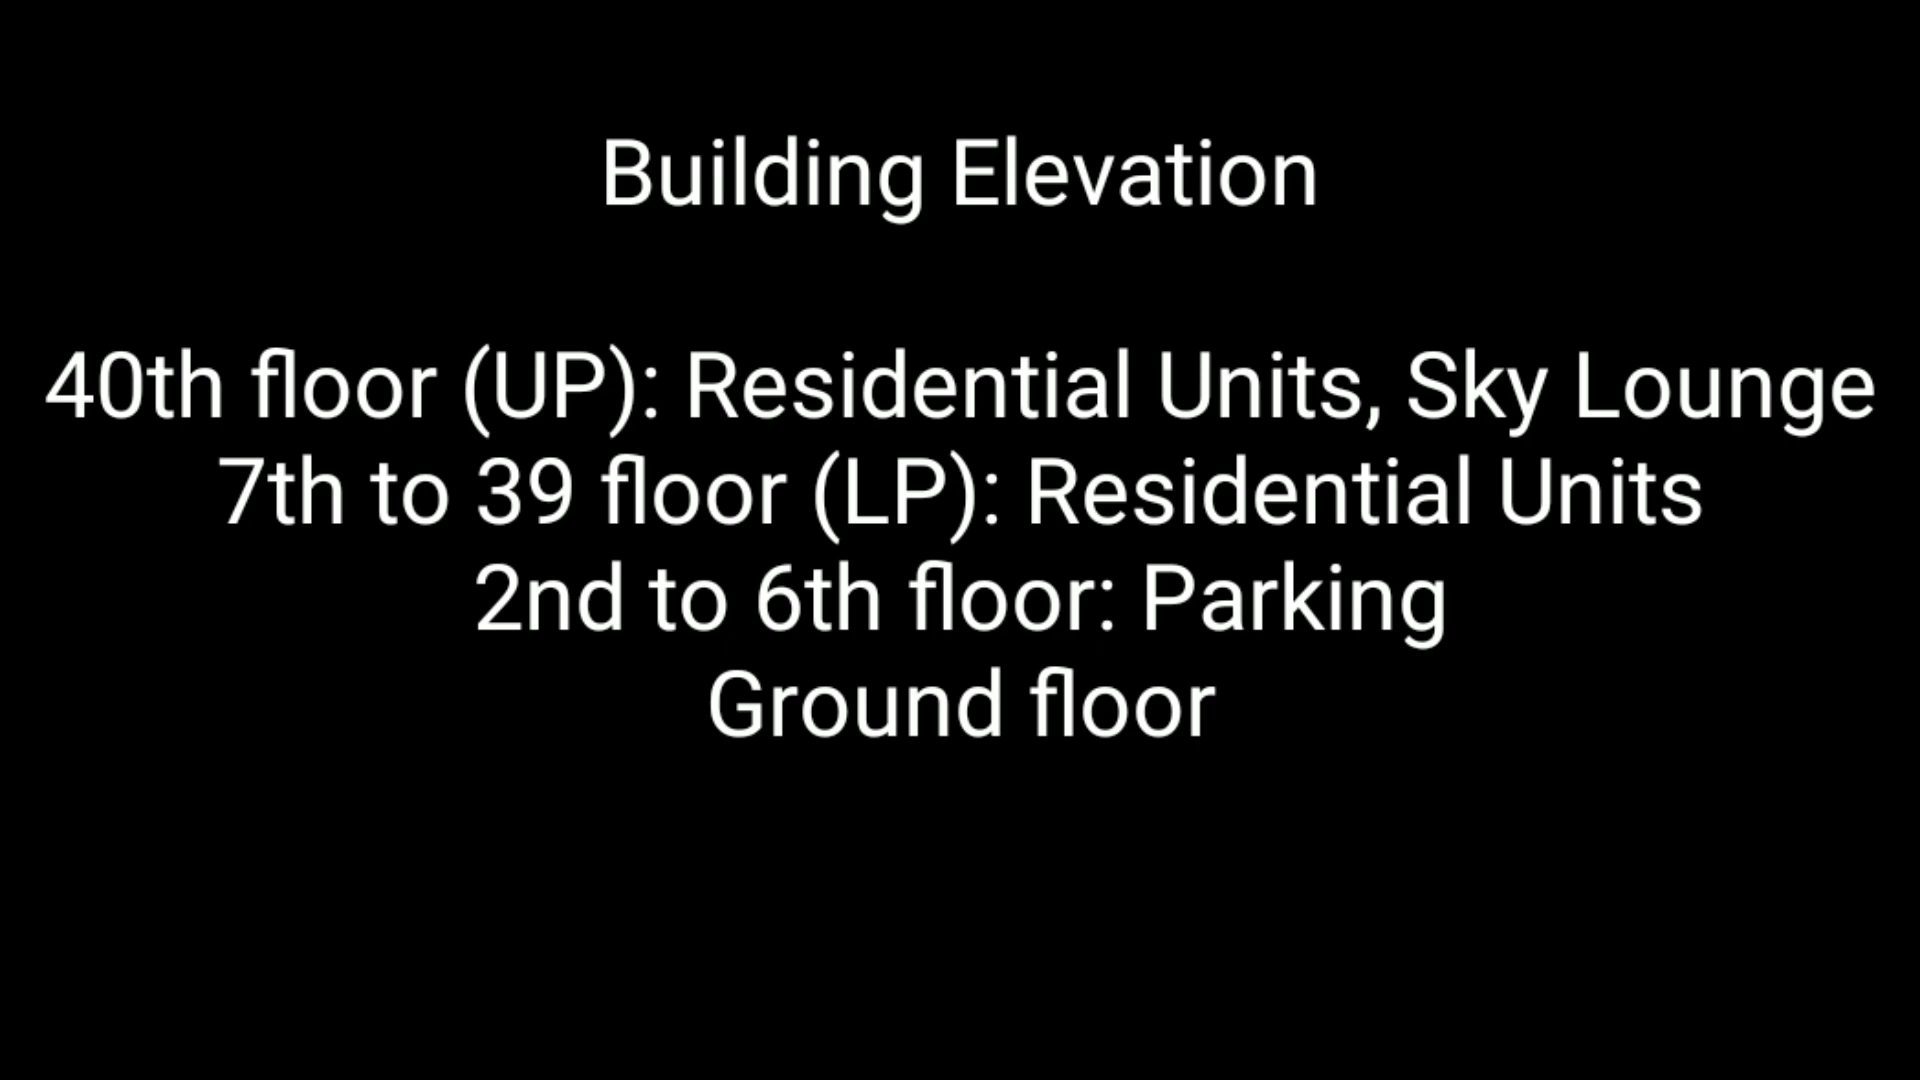 Building Elevation
40th floor (UP): Residential Units, Sky Lounge
7th to 39 floor (LP): Residential Units
2nd to 6th floor: Parking
Ground floor